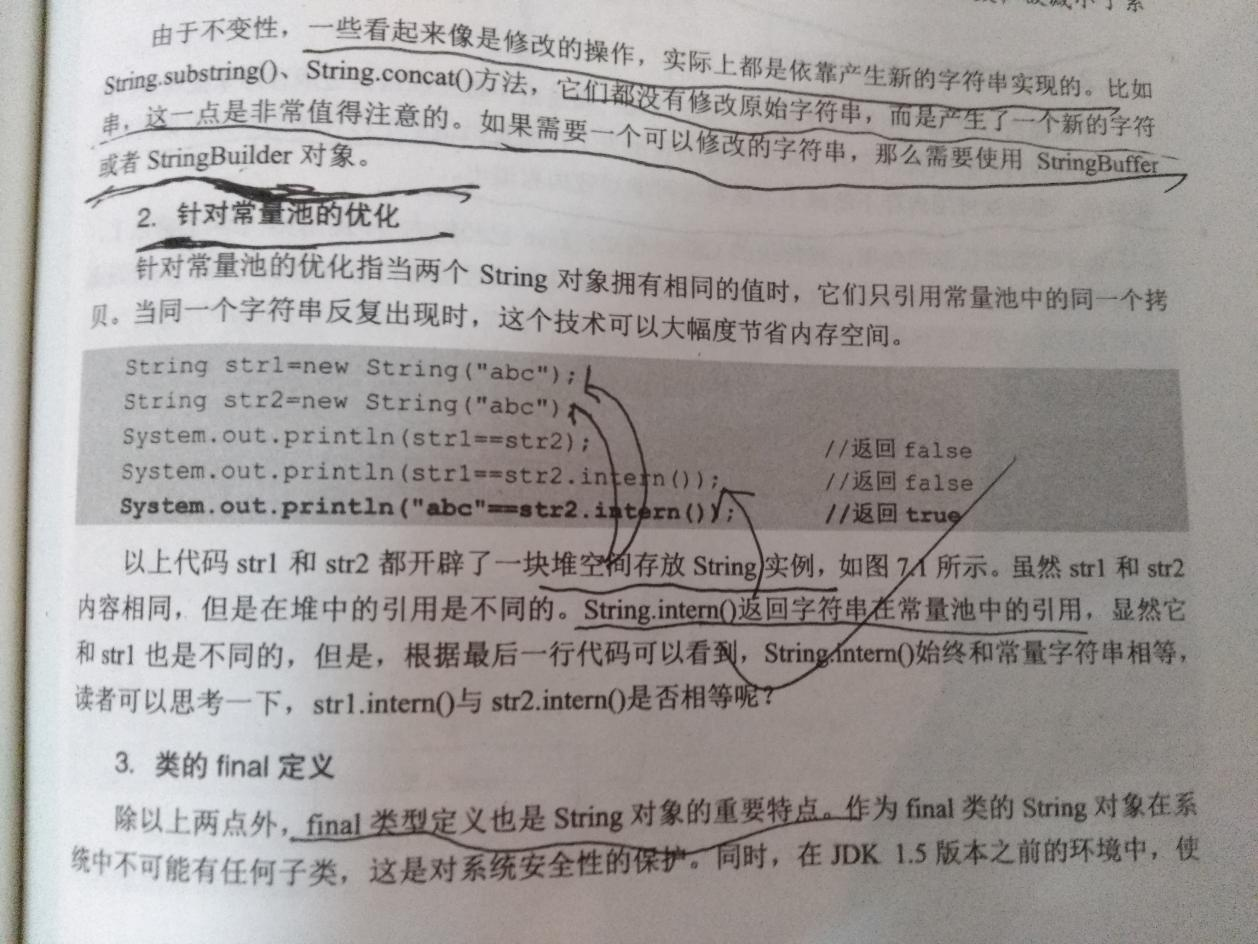 由于不变性，一些看起来像是修改的操作，实际上都是依靠产生新的字符串实现的。比如
String.substring()、String.concat()方法，它们都没有修改原始字符串，而是产生了一个新的字符
串，这一点是非常值得注意的。如果需要一个可以修改的字符串，那么需要使用 StringBuffer
或者 StringBuilder 对象。
2. 针对常量池的优化
针对常量池的优化指当两个 String 对象拥有相同的值时，它们只引用常量池中的同一个拷
贝。当同一个字符串反复出现时，这个技术可以大幅度节省内存空间。
String str1=new String("abc");
String str2=new String("abc");
System.out.println(str1==str2); //返回 false
System.out.println(str1==str2.intern()); //返回 false
System.out.println("abc"==str2.intern()); //返回 true
以上代码 str1 和 str2 都开辟了一块堆空间存放 String 实例，如图 7.1 所示。虽然 str1 和 str2
内容相同，但是在堆中的引用是不同的。String.intern()返回字符串在常量池中的引用，显然它
和 str1 也是不同的，但是，根据最后一行代码可以看到，String.intern()始终和常量字符串相等，
读者可以思考一下，str1.intern()与 str2.intern()是否相等呢？
3. 类的 final 定义
除以上两点外，final 类型定义也是 String 对象的重要特点。作为 final 类的 String 对象在系
统中不可能有任何子类，这是对系统安全性的保护。同时，在 JDK 1.5 版本之前的环境中，使